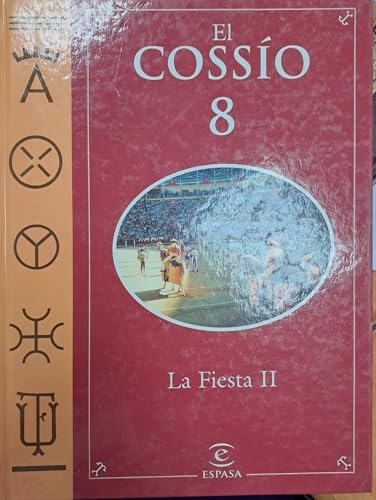 El
COSSÍO
8
La Fiesta II
e
ESPASA